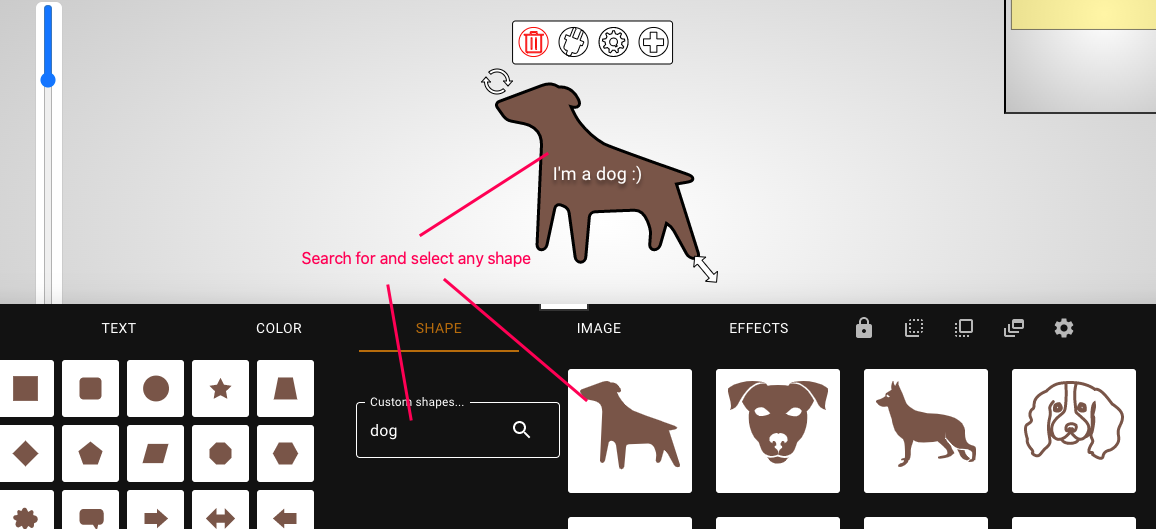 I'm a dog :)
Search for and select any shape
TEXT
COLOR
SHAPE
IMAGE
EFFECTS
Custom shapes...
dog